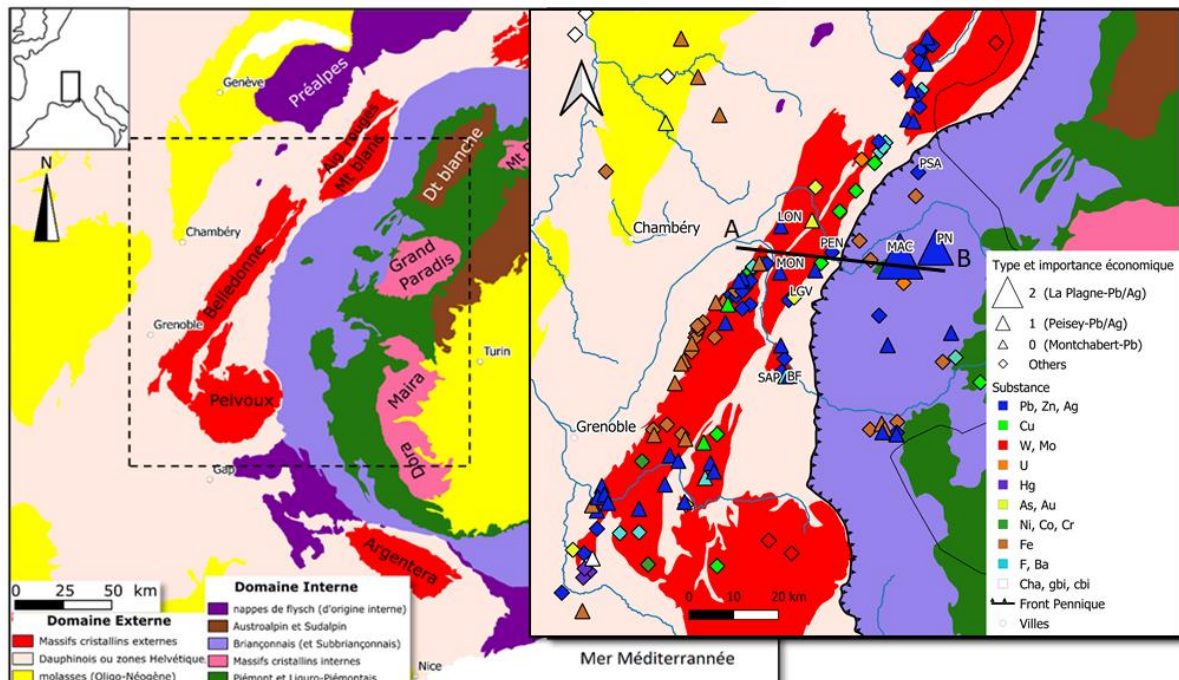 Genève
Préalpes
Aig. rouges
Mt blanc
Dt blanche
N
Chambéry
Grand
Paradis
Belledonne
Grenoble
Turin
Maira
Pelvoux
Dora
Gap
Argentera
0 25 50 km
Domaine Externe
Massifs cristallins externes
Dauphinois ou zones Helvétique
molasses (Oligo-Néogène)
Domaine Interne
nappes de flysch (d'origine interne)
Austroalpin et Sudalpin
Briançonnais (et Subbriançonnais)
Massifs cristallins internes
Piémont et Liguro-Piémontais
Nice
Mer Méditerrannée
PSA
Chambéry
LON
A
PEN
MAC
PN
B
MON
LGV
SAP
BF
Grenoble
0 10 20 km
Type et importance économique
2 (La Plagne-Pb/Ag)
1 (Peisey-Pb/Ag)
0 (Montchabert-Pb)
Others
Substance
Pb, Zn, Ag
Cu
W, Mo
U
Hg
As, Au
Ni, Co, Cr
Fe
F, Ba
Cha, gbi, cbi
Front Pennique
Villes